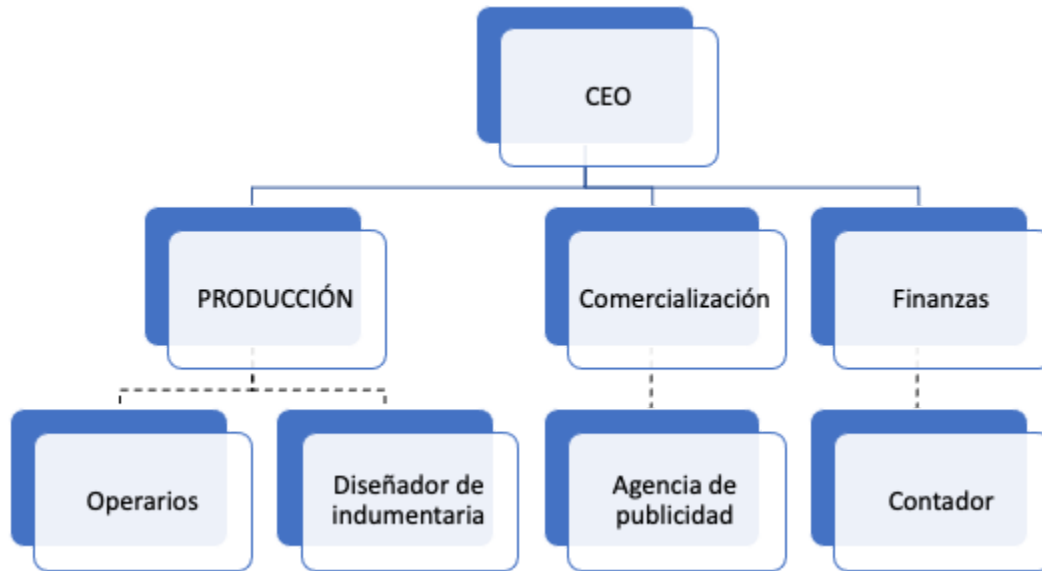 CEO
PRODUCCIÓN
Comercialización
Finanzas
Operarios
Diseñador de
indumentaria
Agencia de
publicidad
Contador